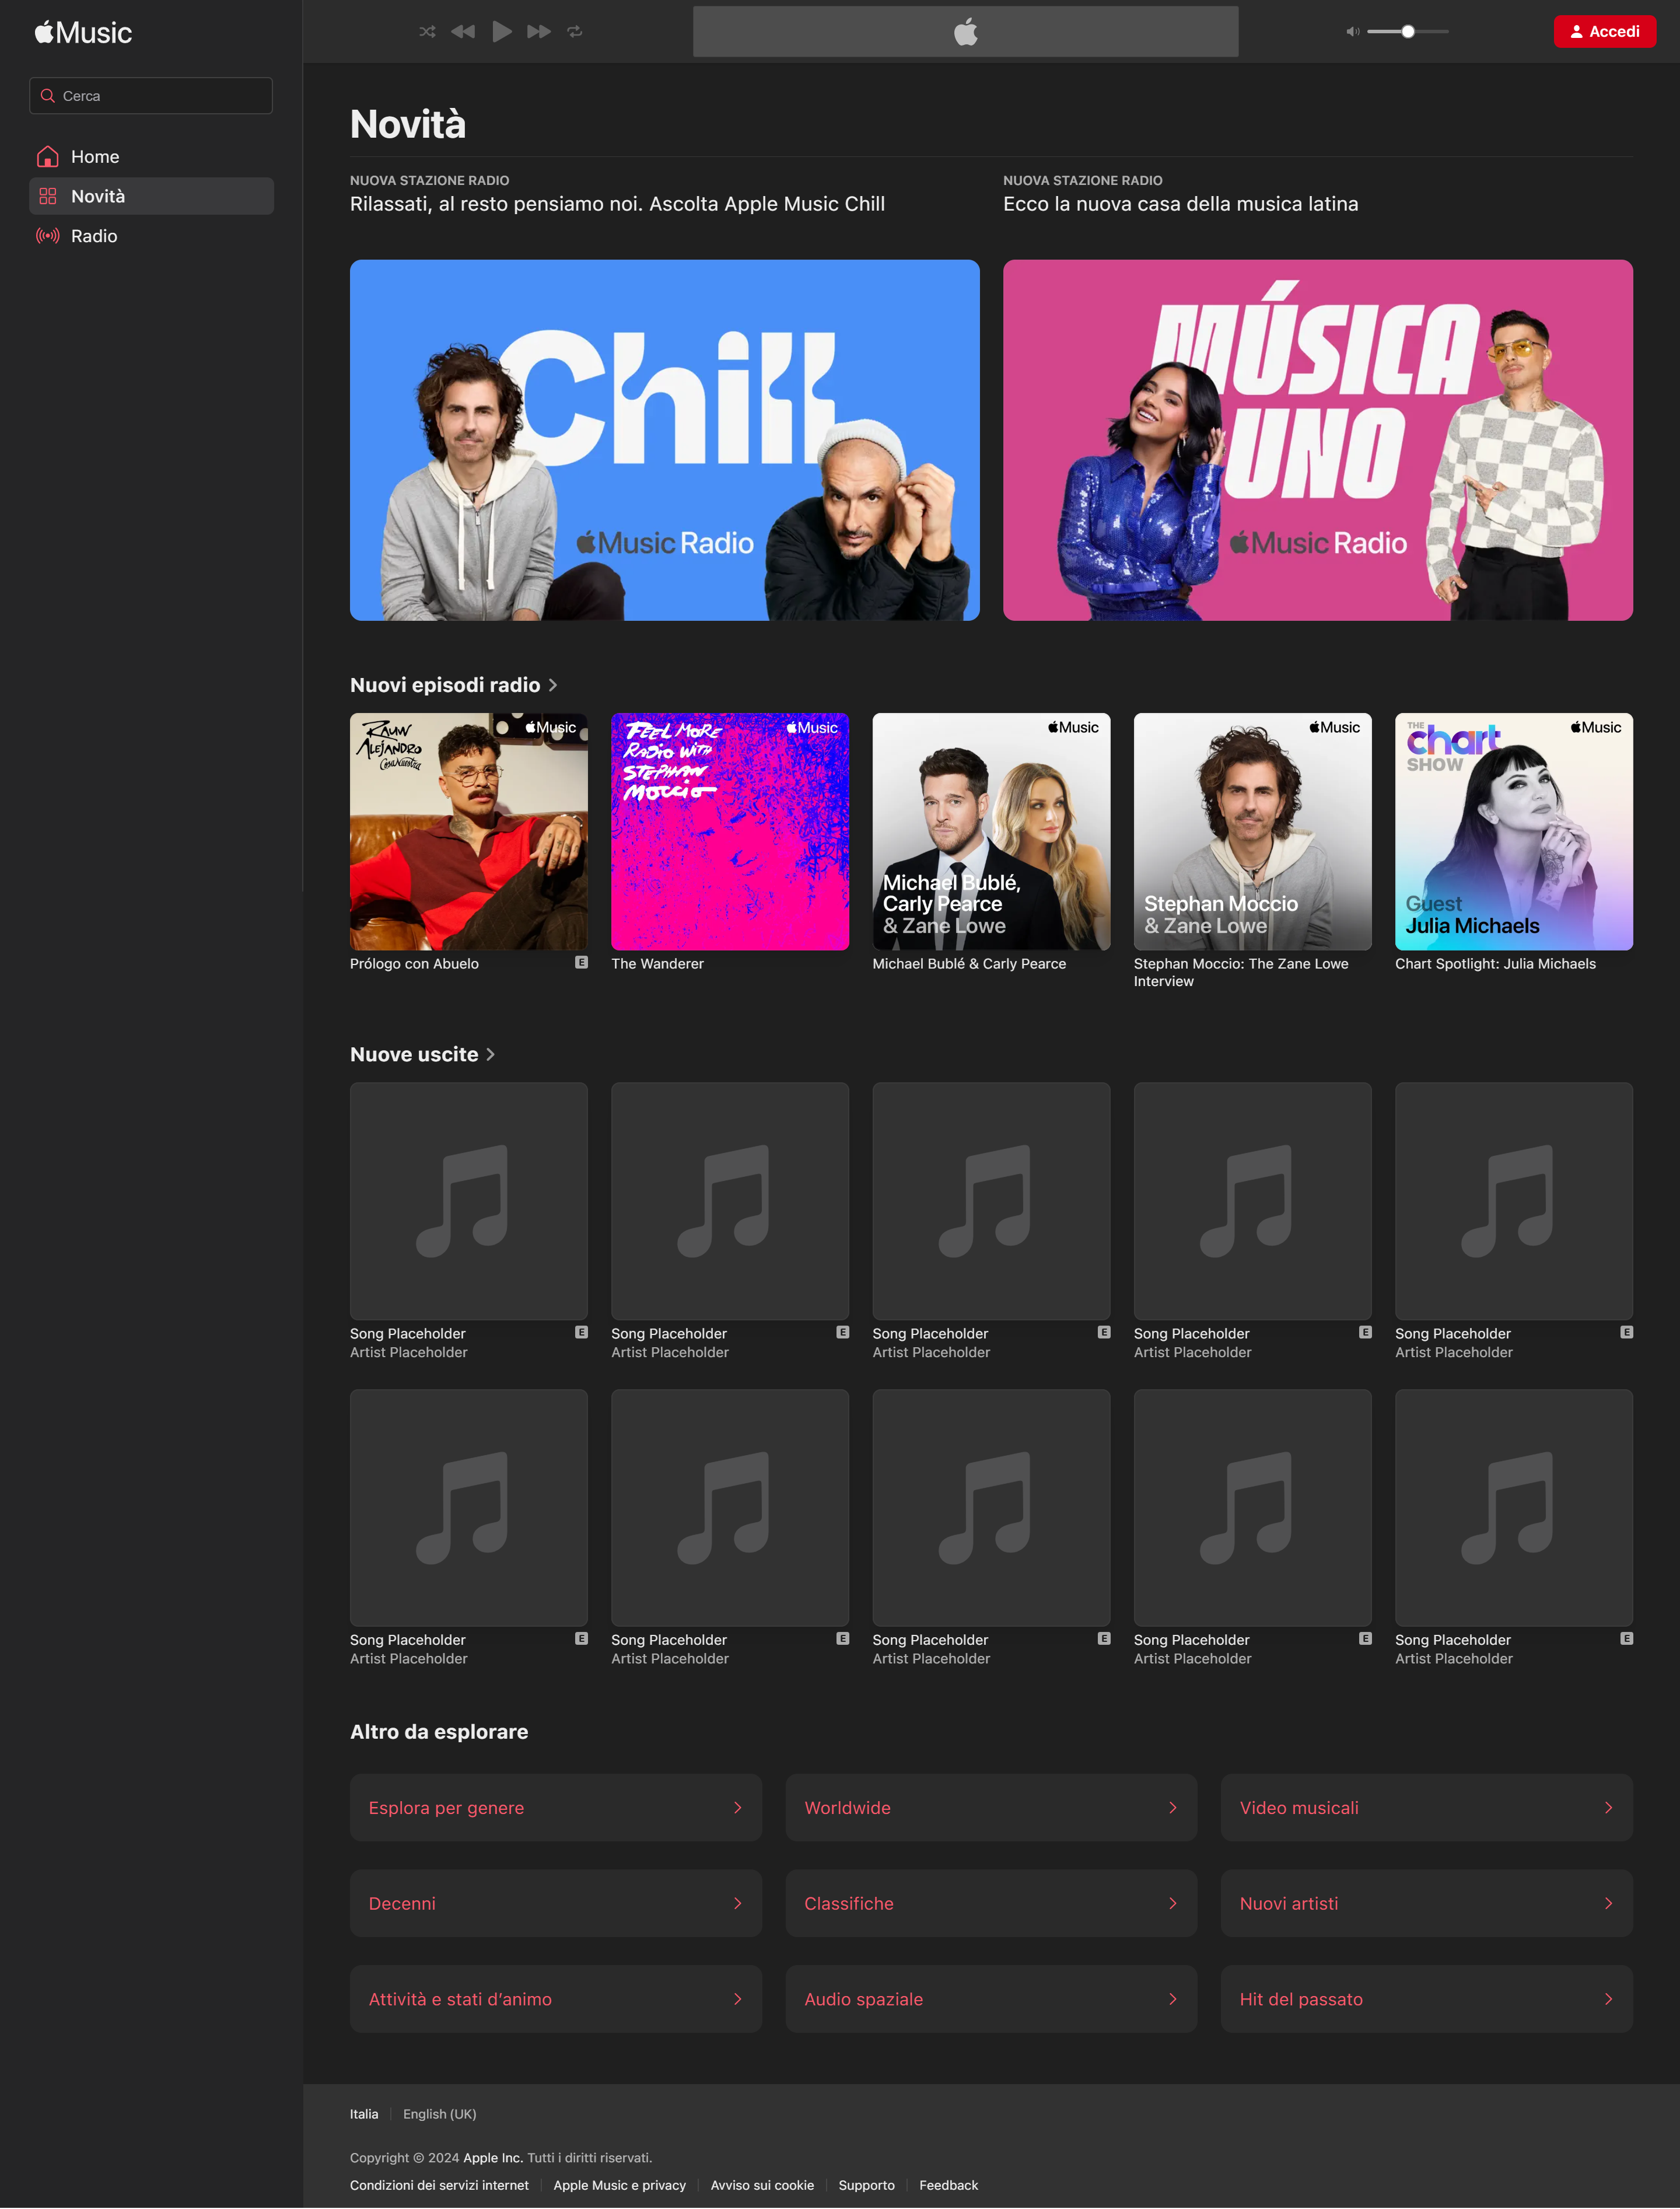 Music
Accedi
Cerca
Home
Novità
Radio
Novità
NUOVA STAZIONE RADIO
Rilassati, al resto pensiamo noi. Ascolta Apple Music Chill
NUOVA STAZIONE RADIO
Ecco la nuova casa della musica latina
Chill
Music Radio
MÚSICA
UNO
Music Radio
Nuovi episodi radio
RAUW
ALEJANDRO
CosaNuestra
Music
Prólogo con Abuelo
E
FEEL MORE
RADIO WITH
STEPHAN
MOCCIO
Music
The Wanderer
Music
Michael Bublé,
Carly Pearce
& Zane Lowe
Michael Bublé & Carly Pearce
Music
Stephan Moccio
& Zane Lowe
Stephan Moccio: The Zane Lowe
Interview
THE
chart
SHOW
Music
Guest
Julia Michaels
Chart Spotlight: Julia Michaels
Nuove uscite
Song Placeholder E
Artist Placeholder
Song Placeholder E
Artist Placeholder
Song Placeholder E
Artist Placeholder
Song Placeholder E
Artist Placeholder
Song Placeholder E
Artist Placeholder
Song Placeholder E
Artist Placeholder
Song Placeholder E
Artist Placeholder
Song Placeholder E
Artist Placeholder
Song Placeholder E
Artist Placeholder
Song Placeholder E
Artist Placeholder
Altro da esplorare
Esplora per genere
Worldwide
Video musicali
Decenni
Classifiche
Nuovi artisti
Attività e stati d’animo
Audio spaziale
Hit del passato
Italia
English (UK)
Copyright © 2024 Apple Inc. Tutti i diritti riservati.
Condizioni dei servizi internet
Apple Music e privacy
Avviso sui cookie
Supporto
Feedback